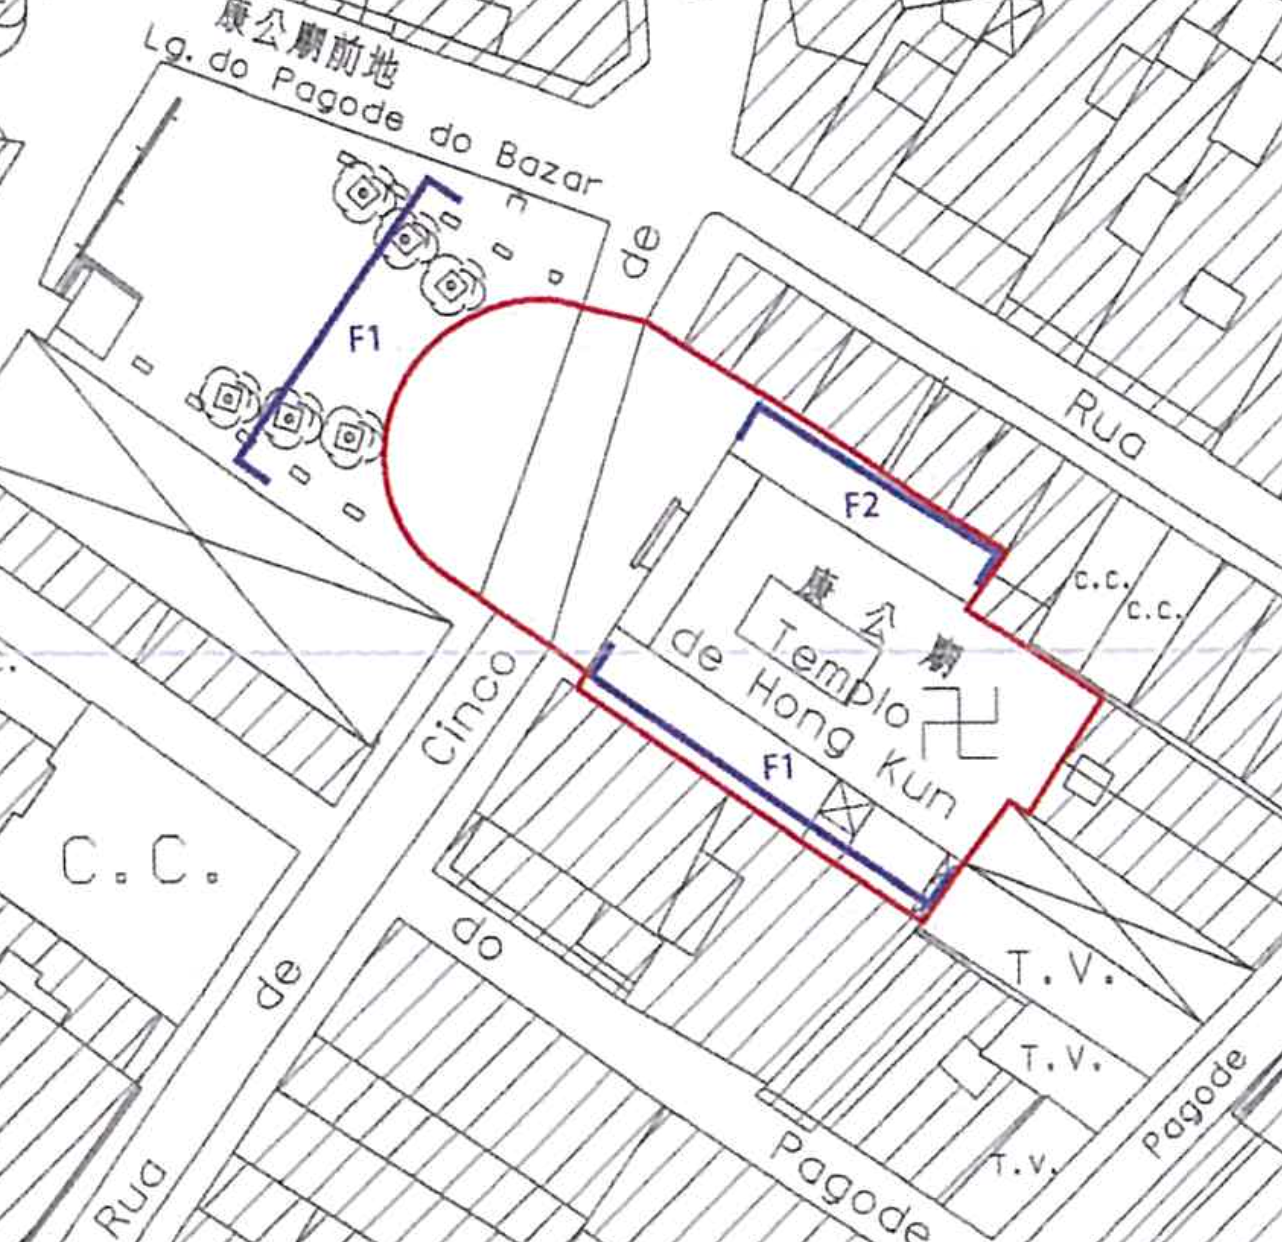 康公廟前地
Lg. do Pagode do Bazar
de
F1
Rua
F2
c.c.
c.c.
康公廟
Templo
de Hong Kun
F1
Cinco
C.C.
de
do
T.V.
T.V.
T.V.
Pagode
Pagode
Rua